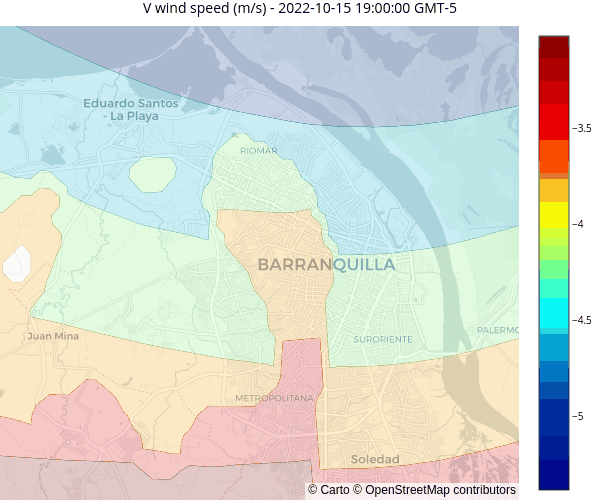 V wind speed (m/s) - 2022-10-15 19:00:00 GMT-5
Eduardo Santos
- La Playa
RIOMAR
−3.5
−4
BARRANQUILLA
−4.5
PALERMO
Juan Mina
SURORIENTE
METROPOLITANA
−5
Soledad
© Carto © OpenStreetMap contributors